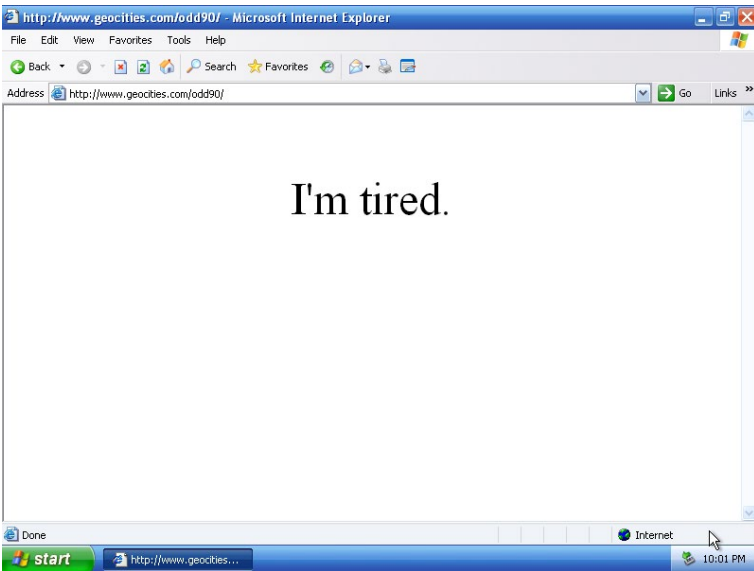 http://www.geocities.com/odd90/ - Microsoft Internet Explorer
File Edit View Favorites Tools Help
Back Search Favorites
Address http://www.geocities.com/odd90/ Go Links »
I'm tired.
Done Internet
start http://www.geocities... 10:01 PM